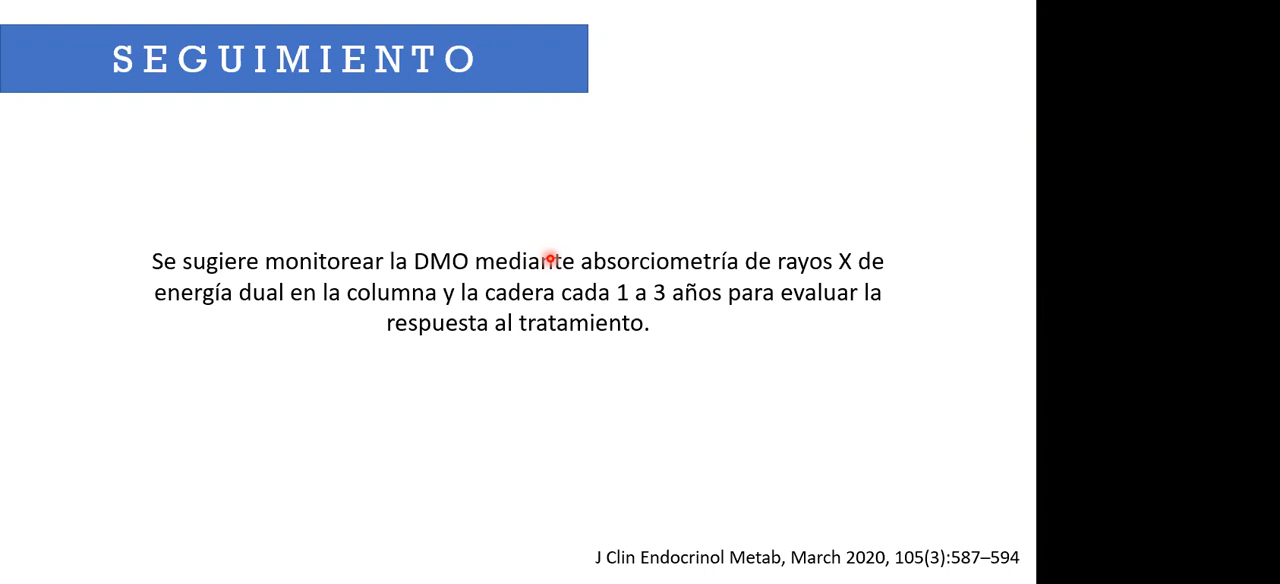 SEGUIMIENTO
Se sugiere monitorear la DMO mediante absorciometría de rayos X de
energía dual en la columna y la cadera cada 1 a 3 años para evaluar la
respuesta al tratamiento.
J Clin Endocrinol Metab, March 2020, 105(3):587–594